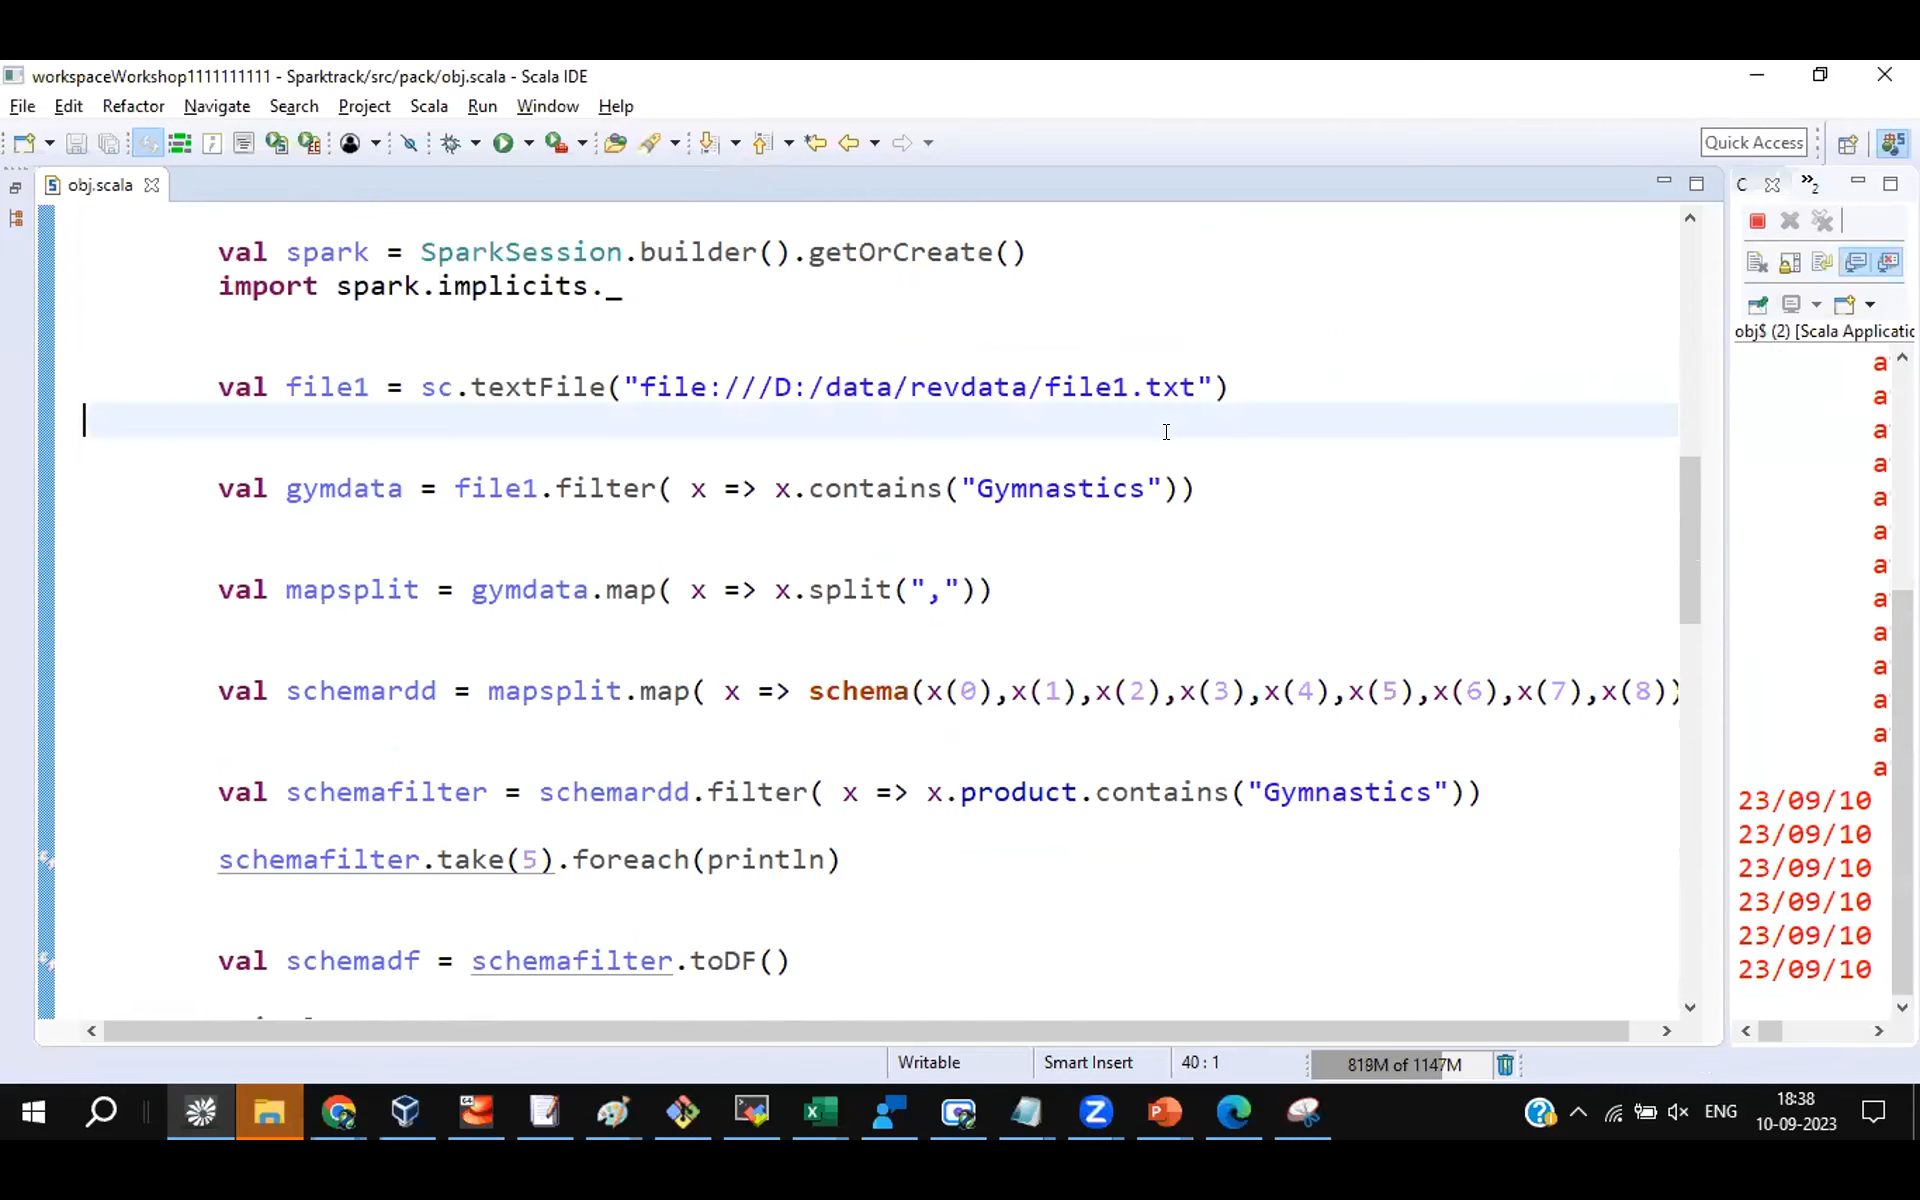 workspaceWorkshop1111111111 - Sparktrack/src/pack/obj.scala - Scala IDE
File Edit Refactor Navigate Search Project Scala Run Window Help
Quick Access
obj.scala
C
2
val spark = SparkSession.builder().getOrCreate()
import spark.implicits._
val file1 = sc.textFile("file:///D:/data/revdata/file1.txt")
val gymdata = file1.filter( x => x.contains("Gymnastics"))
val mapsplit = gymdata.map( x => x.split(","))
val schemardd = mapsplit.map( x => schema(x(0),x(1),x(2),x(3),x(4),x(5),x(6),x(7),x(8))
val schemafilter = schemardd.filter( x => x.product.contains("Gymnastics"))
schemafilter.take(5).foreach(println)
val schemadf = schemafilter.toDF()
obj$ (2) [Scala Applicatic
a
a
a
a
a
a
a
a
a
a
a
a
a
23/09/10
23/09/10
23/09/10
23/09/10
23/09/10
23/09/10
Writable
Smart Insert
40 : 1
819M of 1147M
64
ENG
18:38
10-09-2023